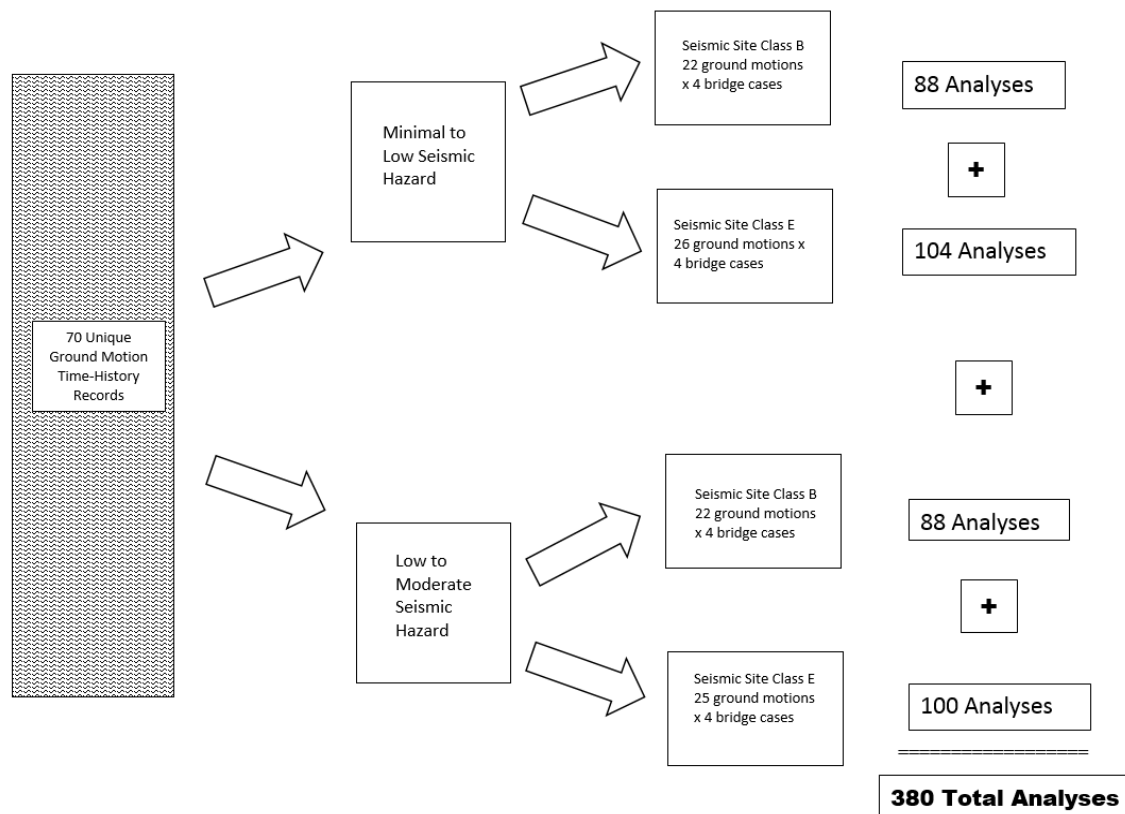 70 Unique
Ground Motion
Time-History
Records
Minimal to
Low Seismic
Hazard
Seismic Site Class B
22 ground motions
x 4 bridge cases
88 Analyses
+
Seismic Site Class E
26 ground motions x
4 bridge cases
104 Analyses
+
Low to
Moderate
Seismic
Hazard
Seismic Site Class B
22 ground motions
x 4 bridge cases
88 Analyses
+
Seismic Site Class E
25 ground motions
x 4 bridge cases
100 Analyses
==================
380 Total Analyses